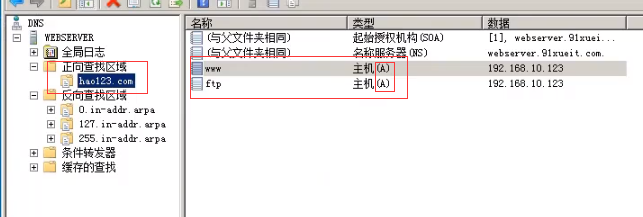 DNS
WEBSERVER
全局日志
正向查找区域
hao123.com
反向查找区域
0.in-addr.arpa
127.in-addr.arpa
255.in-addr.arpa
条件转发器
缓存的查找
名称 类型 数据
(与父文件夹相同) 起始授权机构(SOA) [1], webserver.91xueit...
(与父文件夹相同) 名称服务器(NS) webserver.91xueit.com.
www 主机(A) 192.168.10.123
ftp 主机(A) 192.168.10.123